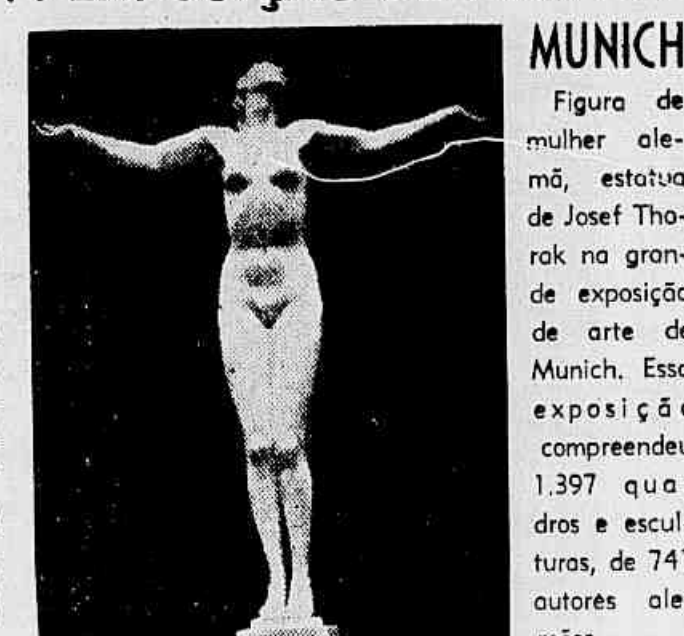 MUNICH
Figura de
mulher ale-
mã, estatua
de Josef Tho-
rak na gran-
de exposição
de arte de
Munich. Essa
exposição
compreendeu
1.397 qua
dros e escul
turas, de 741
autores ale